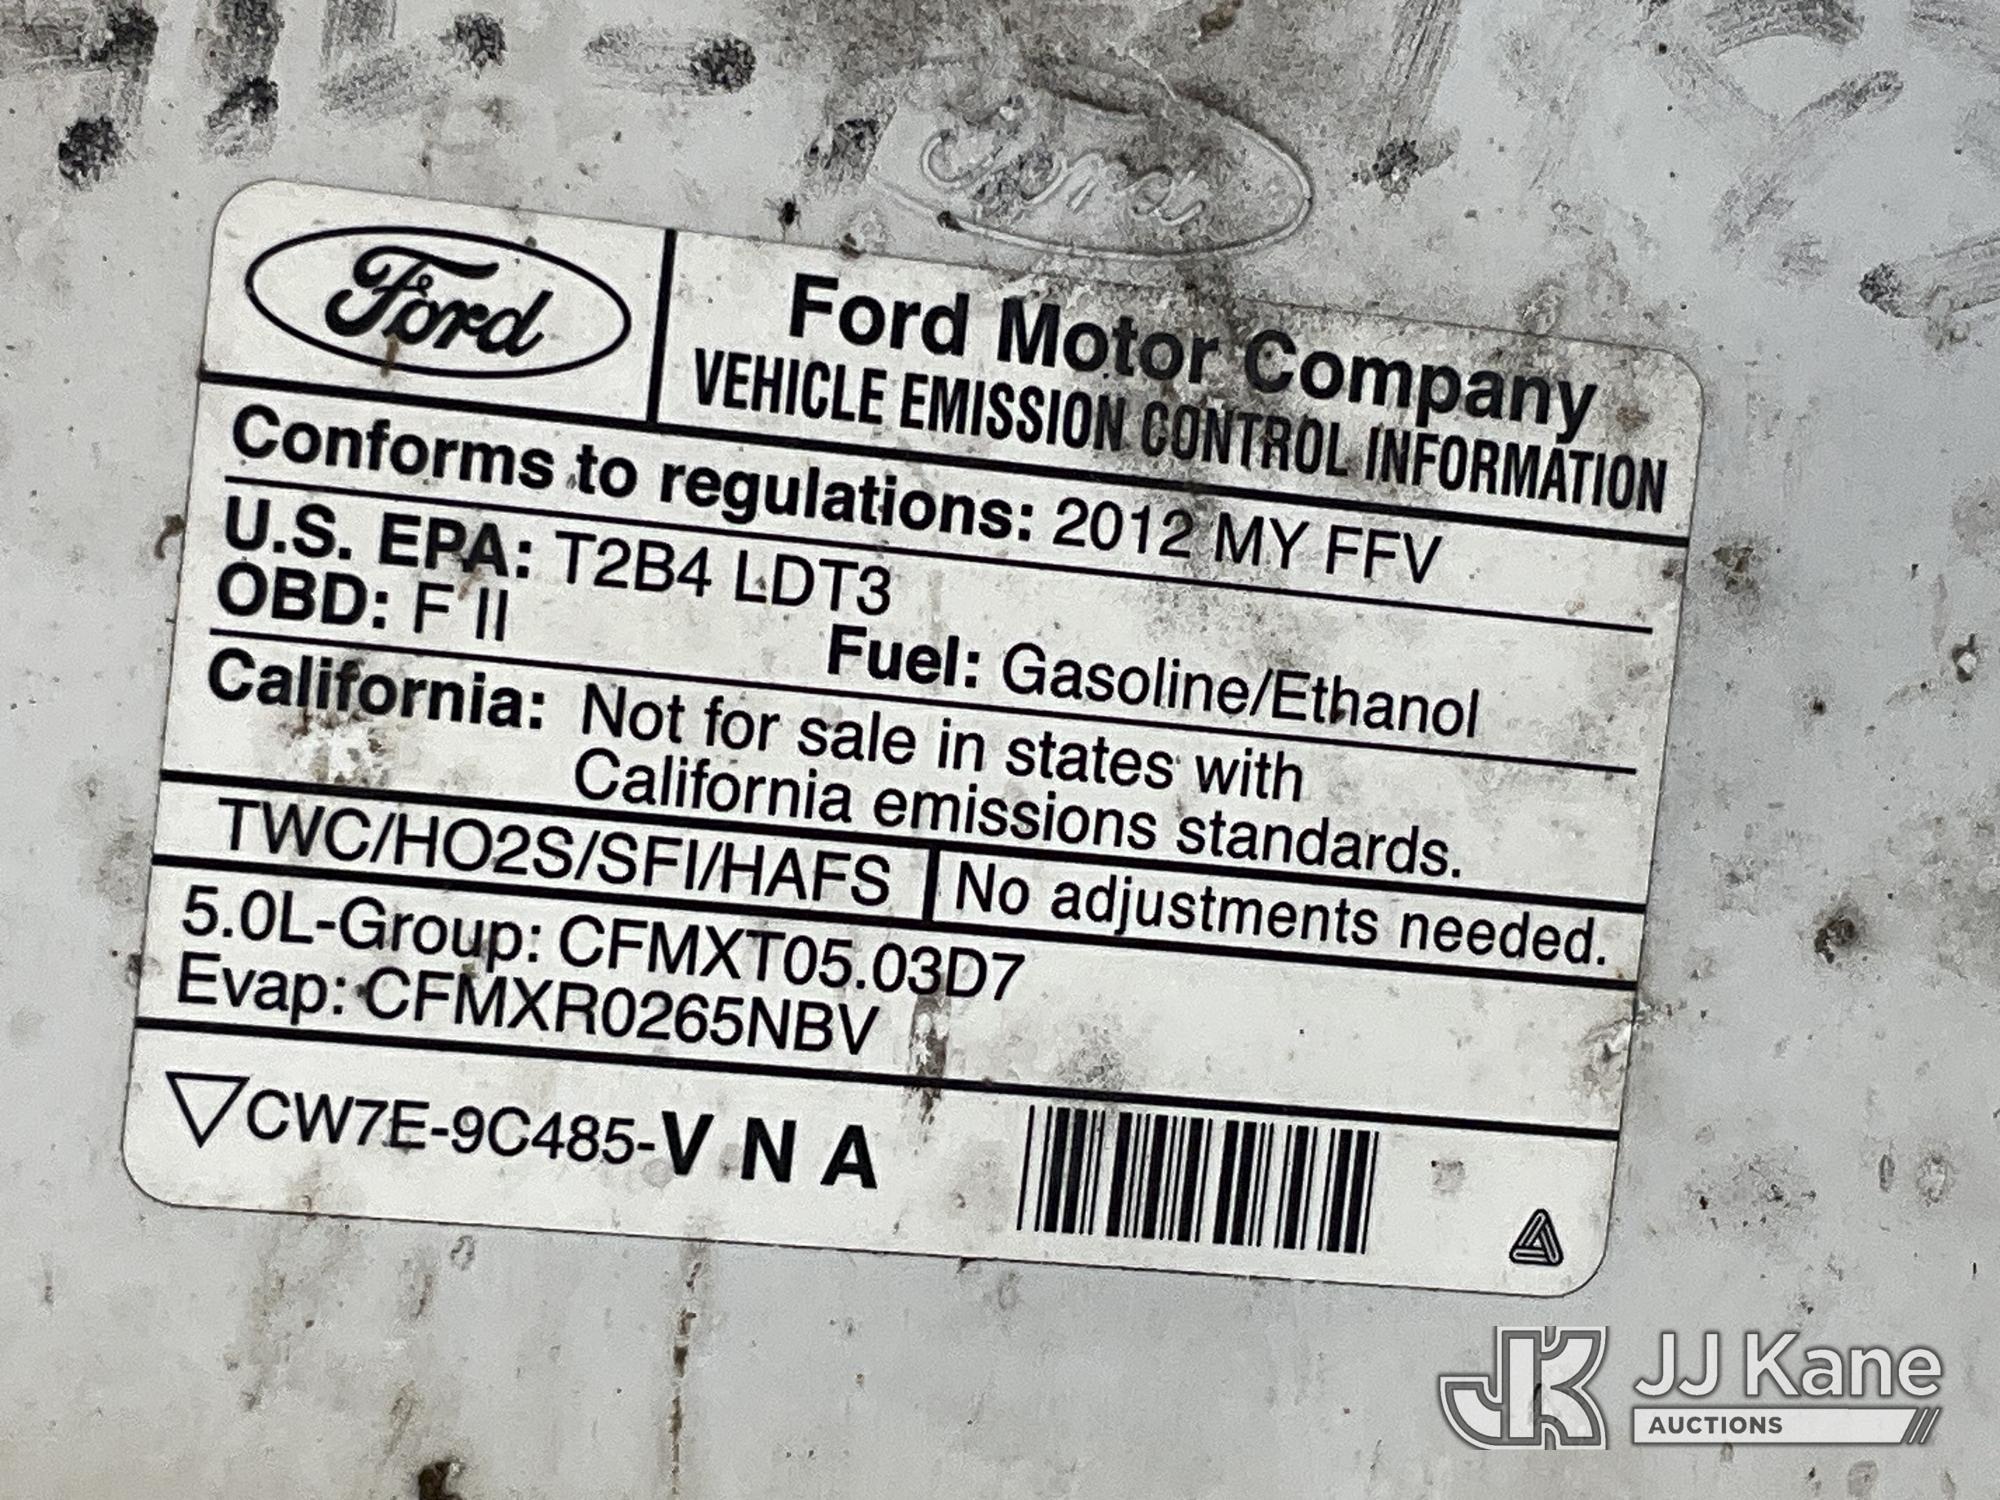 Ford
Ford
Ford Motor Company
VEHICLE EMISSION CONTROL INFORMATION
Conforms to regulations: 2012 MY FFV
U.S. EPA: T2B4 LDT3
OBD: F II
Fuel: Gasoline/Ethanol
California: Not for sale in states with
California emissions standards.
TWC/HO2S/SFI/HAFS
No adjustments needed.
5.0L-Group: CFMXT05.03D7
Evap: CFMXR0265NBV
CW7E-9C485-V N A
JK JJ Kane
AUCTIONS